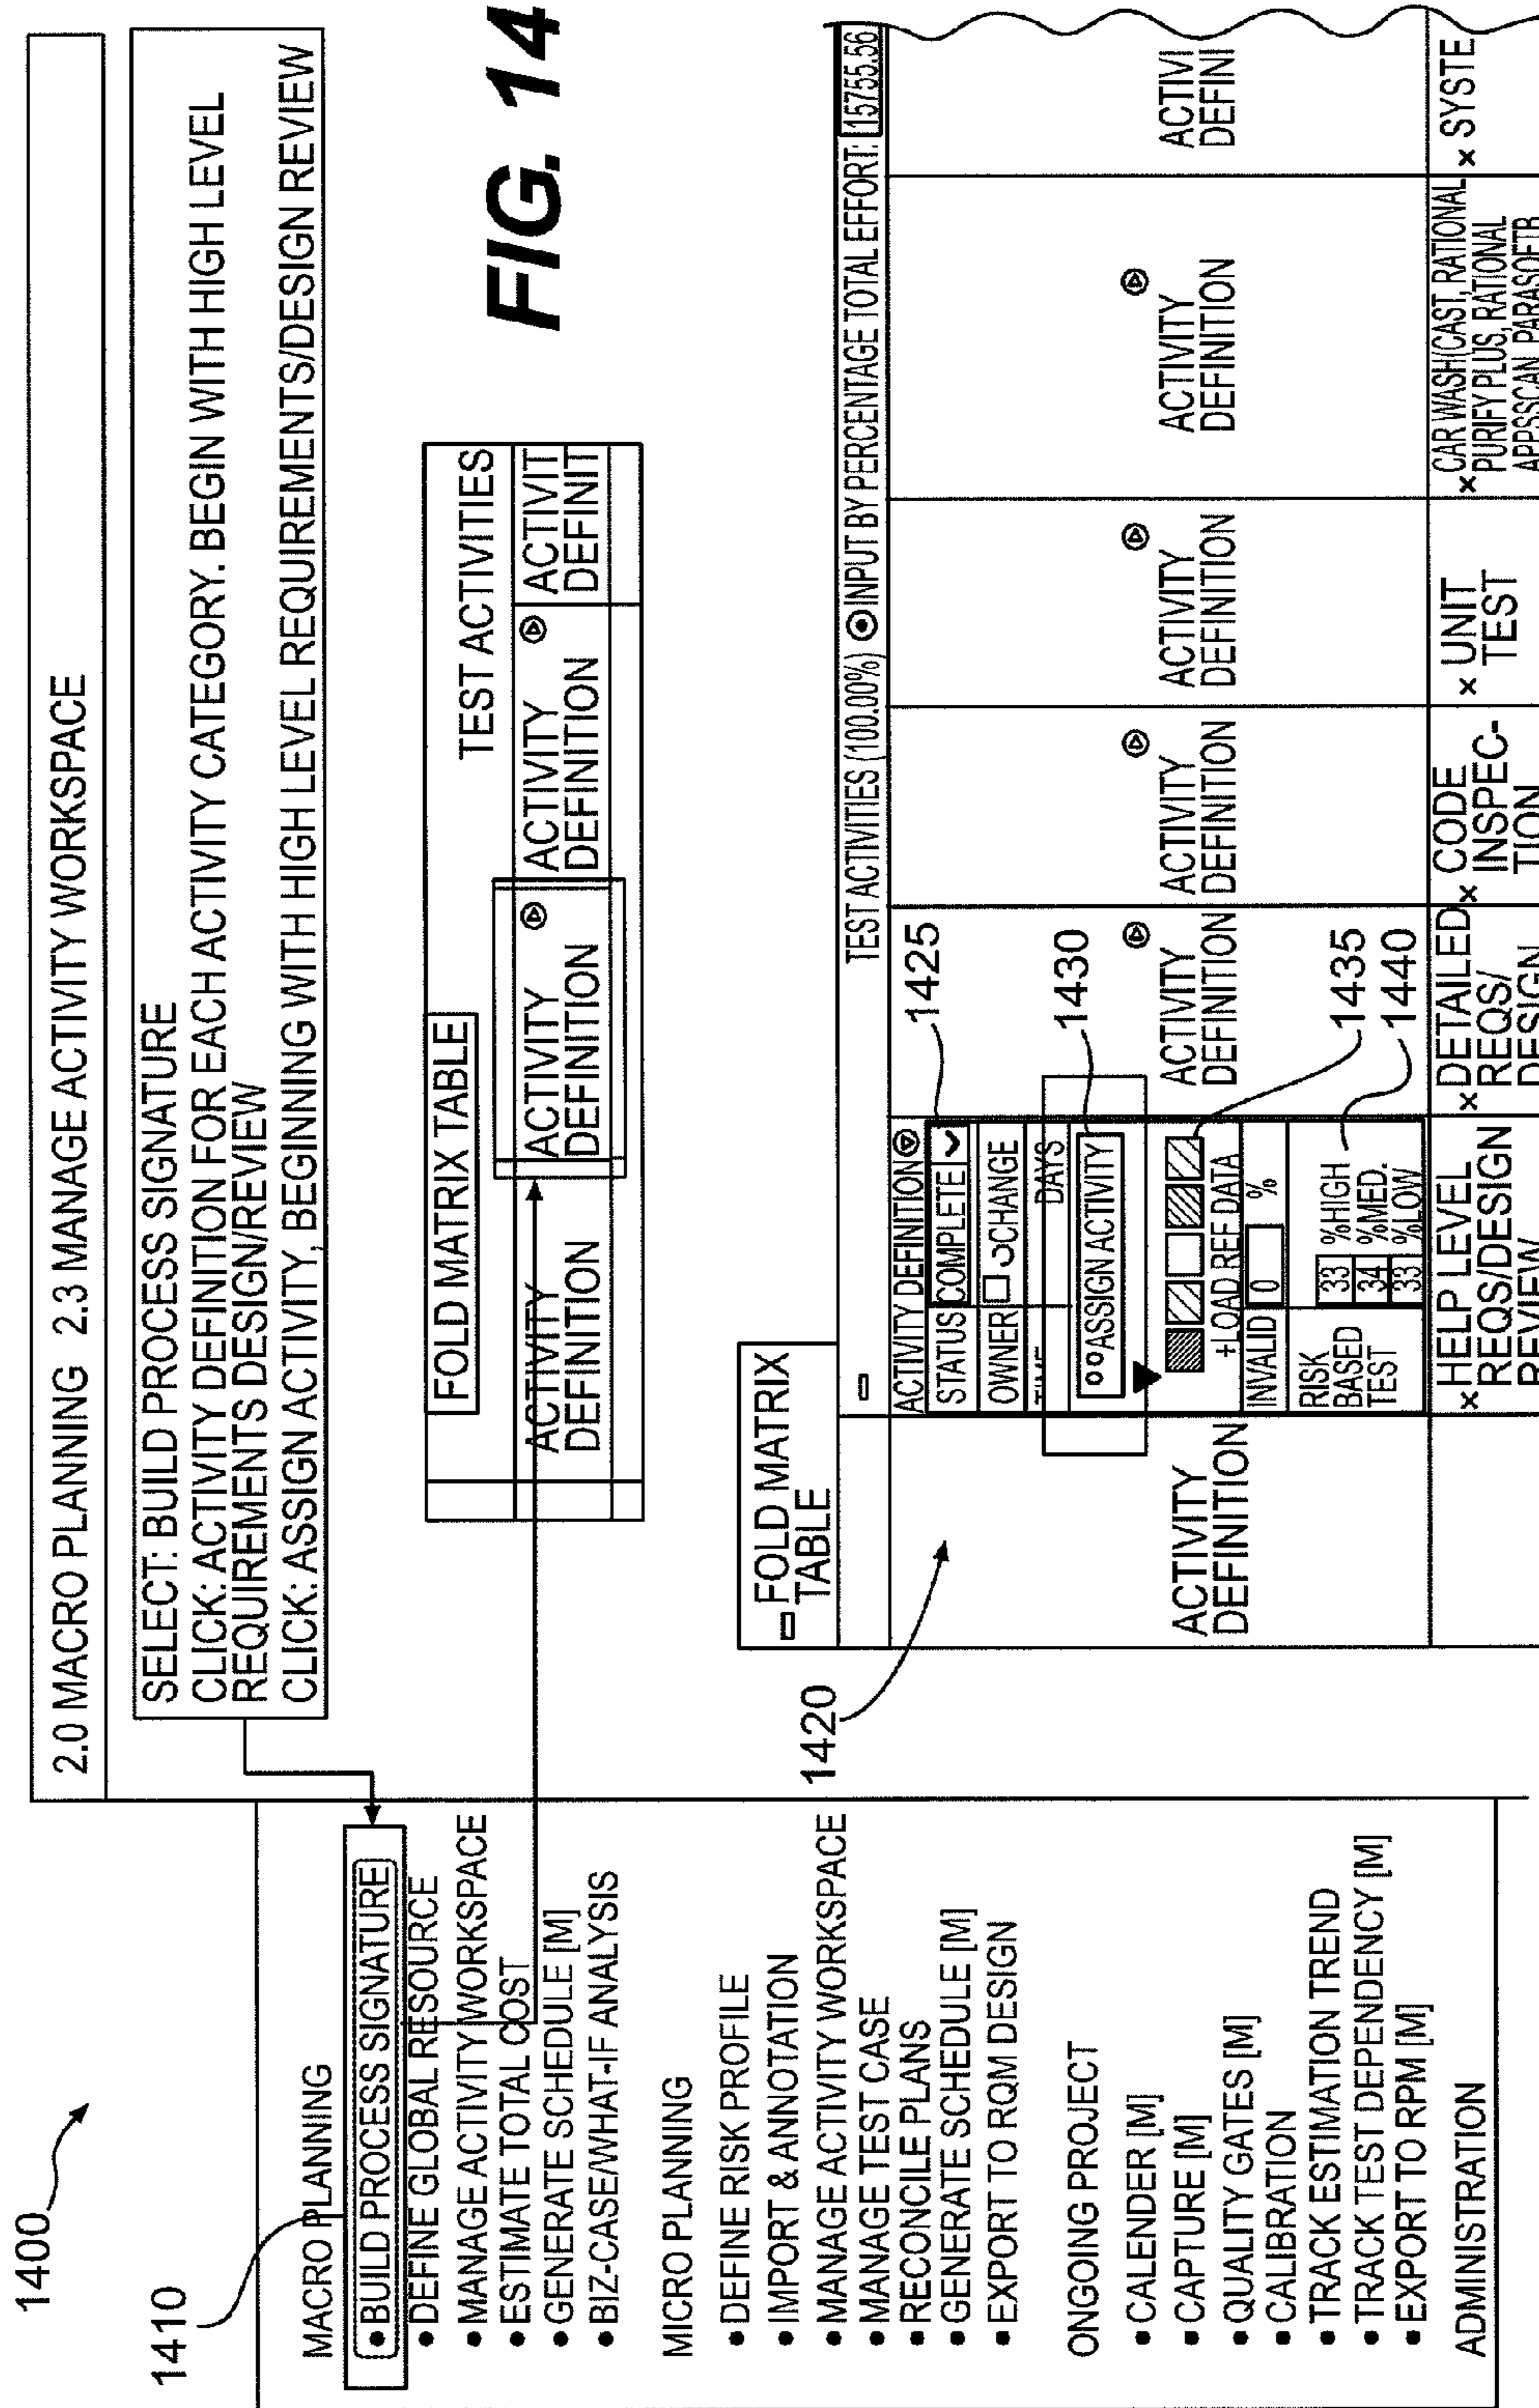 1400
1410
MACRO PLANNING
• BUILD PROCESS SIGNATURE
• DEFINE GLOBAL RESOURCE
• MANAGE ACTIVITY WORKSPACE
• ESTIMATE TOTAL COST
• GENERATE SCHEDULE [M]
• BIZ-CASE/WHAT-IF ANALYSIS
MICRO PLANNING
• DEFINE RISK PROFILE
• IMPORT & ANNOTATION
• MANAGE ACTIVITY WORKSPACE
• MANAGE TEST CASE
• RECONCILE PLANS
• GENERATE SCHEDULE [M]
• EXPORT TO RQM DESIGN
ONGOING PROJECT
• CALENDER [M]
• CAPTURE [M]
• QUALITY GATES [M]
• CALIBRATION
• TRACK ESTIMATION TREND
• TRACK TEST DEPENDENCY [M]
• EXPORT TO RPM [M]
ADMINISTRATION
2.0 MACRO PLANNING 2.3 MANAGE ACTIVITY WORKSPACE
SELECT: BUILD PROCESS SIGNATURE
CLICK: ACTIVITY DEFINITION FOR EACH ACTIVITY CATEGORY. BEGIN WITH HIGH LEVEL
REQUIREMENTS DESIGN/REVIEW
CLICK: ASSIGN ACTIVITY, BEGINNING WITH HIGH LEVEL REQUIREMENTS/DESIGN REVIEW
FIG. 14
FOLD MATRIX TABLE
TEST ACTIVITIES
ACTIVITY
DEFINITION
ACTIVITY
DEFINITION
ACTIVITY
DEFINITION
ACTIVIT
DEFINIT
1420
FOLD MATRIX
TABLE
TEST ACTIVITIES (100.00%) INPUT BY PERCENTAGE TOTAL EFFORT: 15755.56
ACTIVITY
DEFINITION
ACTIVITY DEFINITION
STATUS COMPLETE
OWNER CHANGE
TIME DAYS
ASSIGN ACTIVITY
+LOAD REF DATA
INVALID 0 %
RISK
BASED
TEST
33 %HIGH
34 %MED.
33 %LOW
1425
1430
1435
1440
ACTIVITY
DEFINITION
ACTIVITY
DEFINITION
ACTIVITY
DEFINITION
ACTIVITY
DEFINITION
ACTIVI
DEFINI
× HELP LEVEL
REQS/DESIGN
REVIEW
× DETAILED
REQS/
DESIGN
× CODE
INSPEC-
TION
× UNIT
TEST
× CAR WASH(CAST, RATIONAL
PURIFYPLUS, RATIONAL
APPSSCAN, PARASOFTB
× SYSTE